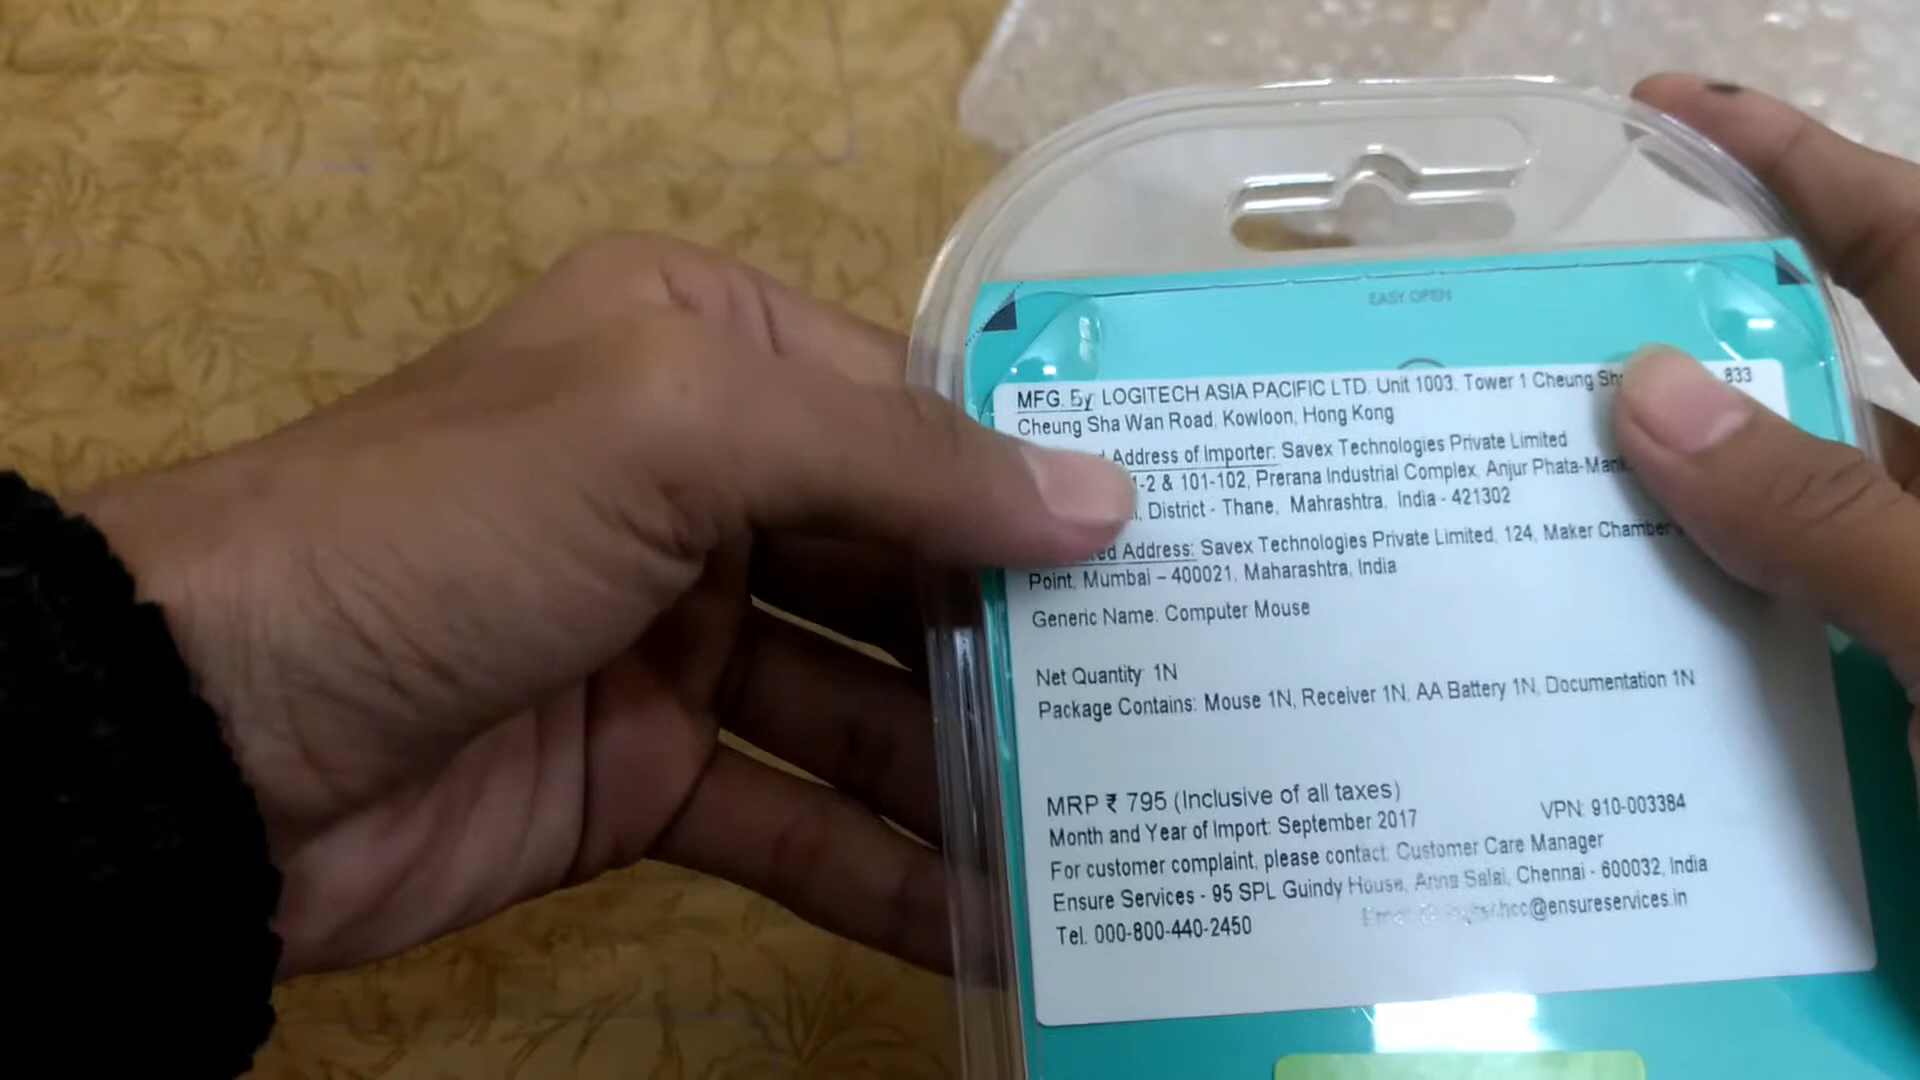 EASY OPEN
MFG. By: LOGITECH ASIA PACIFIC LTD. Unit 1003, Tower 1 Cheung 833
Cheung Sha Wan Road, Kowloon, Hong Kong
Address of Importer: Savex Technologies Private Limited
1-2 & 101-102, Prerana Industrial Complex, Anjur Phata-
District - Thane, Mahrashtra, India - 421302
Address: Savex Technologies Private Limited, 124, Maker Chamber
Point, Mumbai – 400021, Maharashtra, India
Generic Name: Computer Mouse
Net Quantity: 1N
Package Contains: Mouse 1N, Receiver 1N, AA Battery 1N, Documentation 1N
MRP ₹ 795 (Inclusive of all taxes)
VPN: 910-003384
Month and Year of Import: September 2017
For customer complaint, please contact: Customer Care Manager
Ensure Services - 95 SPL Guindy House, Anna Salai, Chennai - 600032, India
Tel. 000-800-440-2450